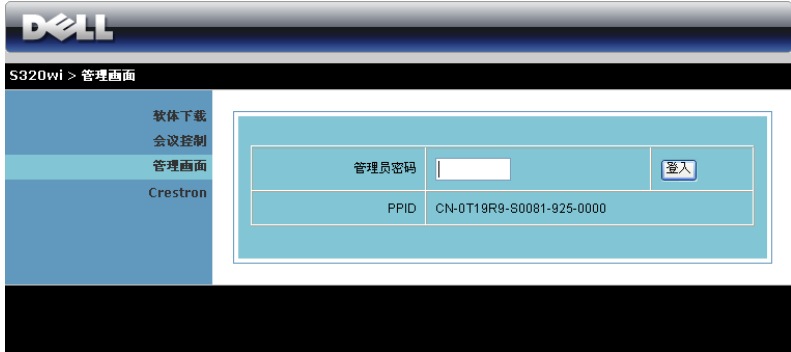 DELL
S320wi > 管理画面
软体下载
会议控制
管理画面
Crestron
管理员密码 登入
PPID CN-0T19R9-S0081-925-0000